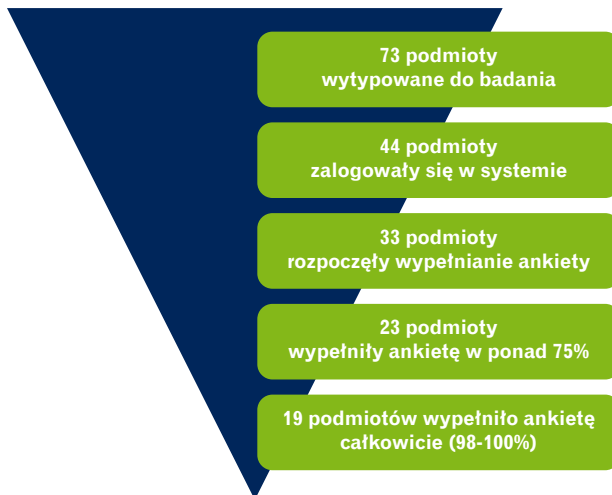 73 podmioty
wytypowane do badania
44 podmioty
zalogowały się w systemie
33 podmioty
rozpoczęły wypełnianie ankiety
23 podmioty
wypełniły ankietę w ponad 75%
19 podmiotów wypełniło ankietę
całkowicie (98-100%)